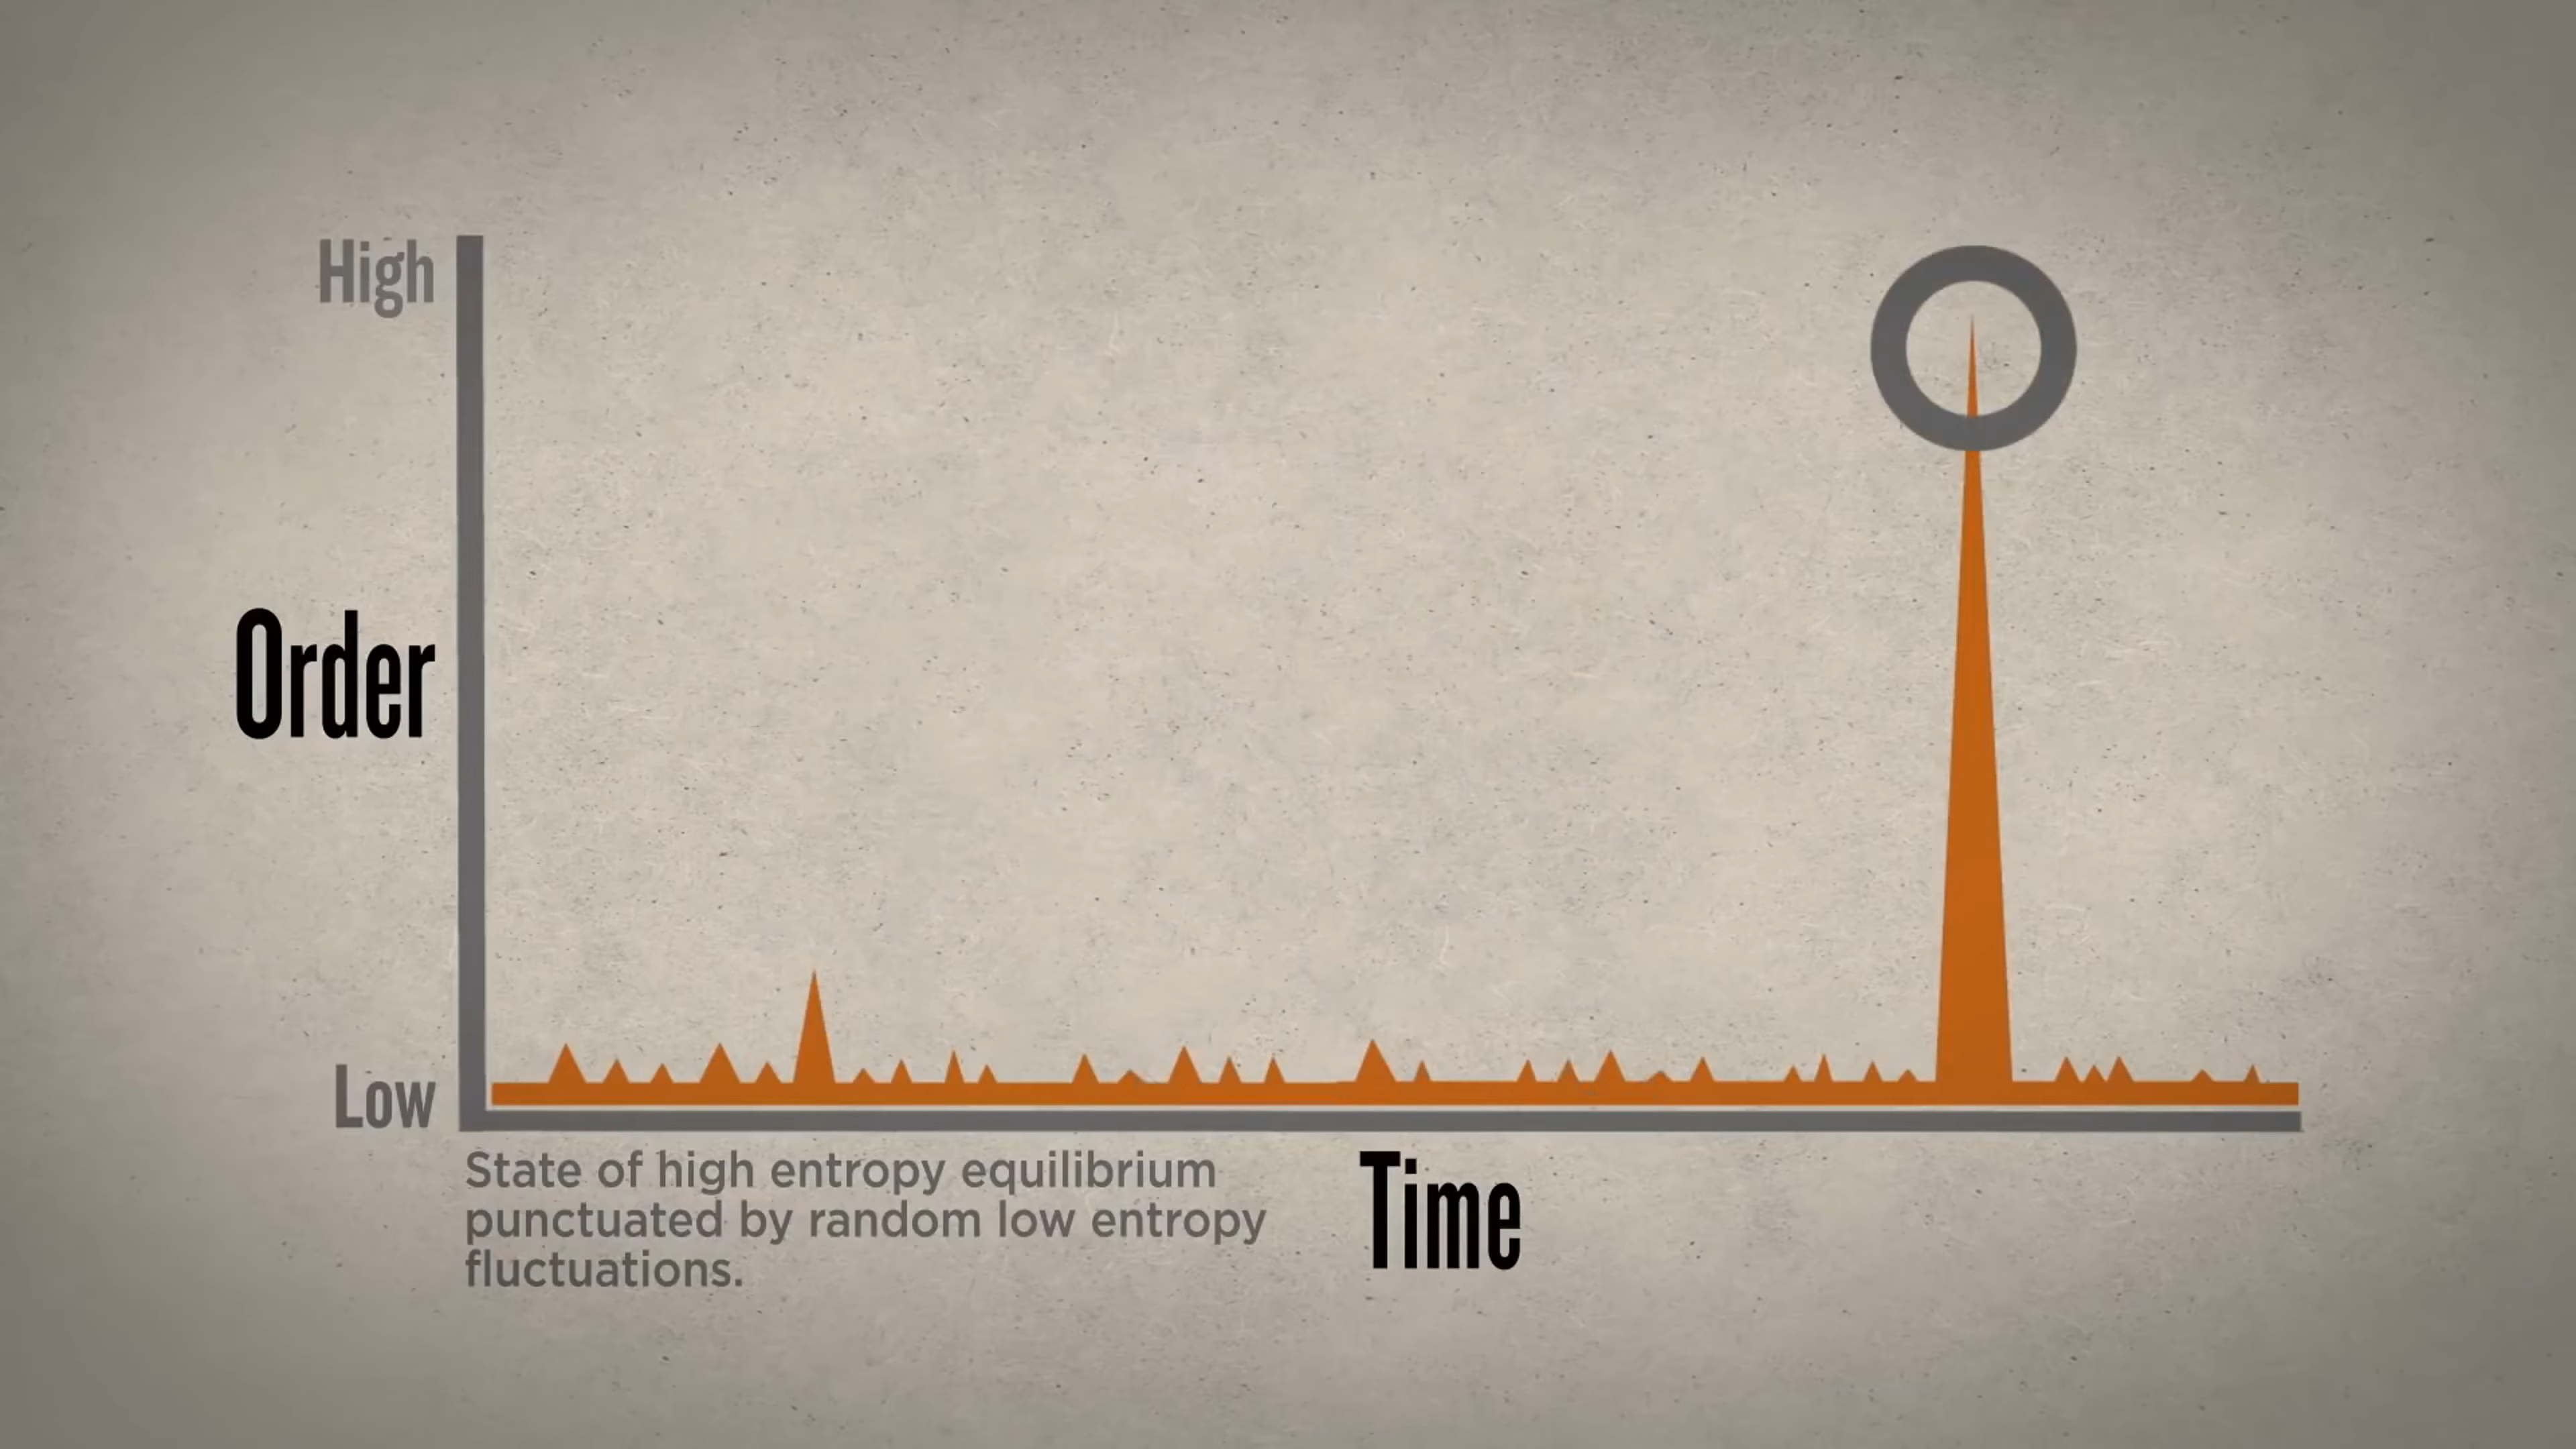 High
Order
Low
State of high entropy equilibrium
punctuated by random low entropy
fluctuations.
Time